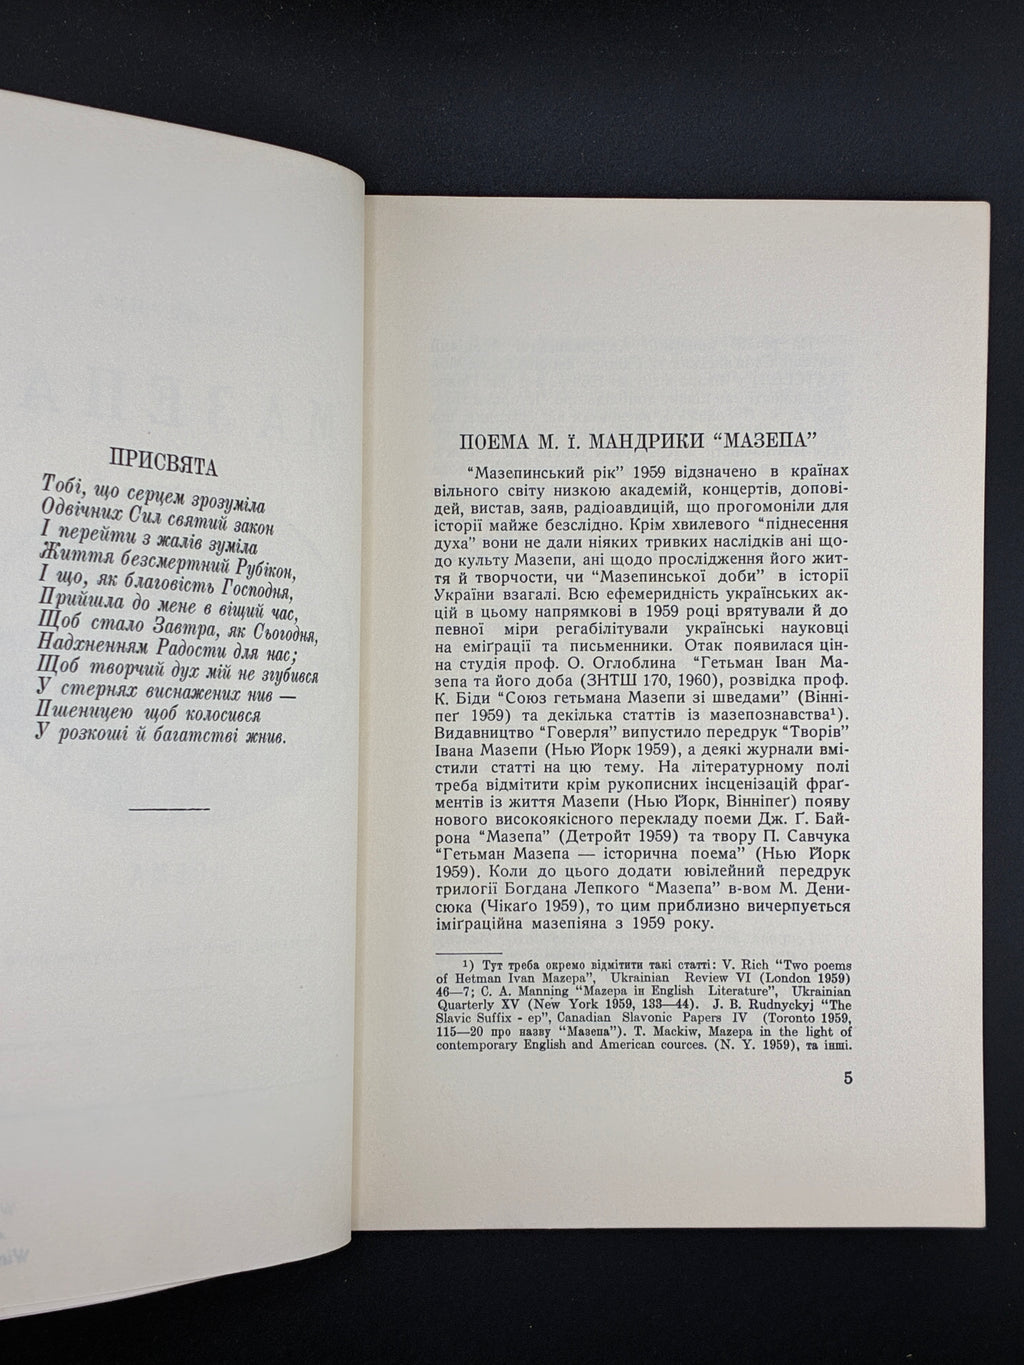 ПРИСВЯТА
Тобі, що серцем зрозуміла
Одвічних Сил святий закон
І перейти з жалів зуміла
Життя безсмертний Рубікон,
І що, як благовість Господня,
Прийшла до мене в віщий час,
Щоб стало Завтра, як Сьогодня,
Надхненням Радости для нас;
Щоб творчий дух мій не згубився
У стернях виснажених нив —
Пшеницею щоб колосився
У розкоші й багатстві жнив.
ПОЕМА М. Ї. МАНДРИКИ “МАЗЕПА”
“Мазепинський рік” 1959 відзначено в країнах
вільного світу низкою академій, концертів, допові-
дей, вистав, заяв, радіоавдицій, що прогомоніли для
історії майже безслідно. Крім хвилевого “піднесення
духа” вони не дали ніяких тривких наслідків ані що-
до культу Мазепи, ані щодо прослідження його жит-
тя й творчости, чи “Мазепинської доби” в історії
України взагалі. Всю ефемеридність українських ак-
цій в цьому напрямкові в 1959 році врятували й до
певної міри регабілітували українські науковці
на еміґрації та письменники. Отак появилася цін-
на студія проф. О. Оглоблина “Гетьман Іван Ма-
зепа та його доба (ЗНТШ 170, 1960), розвідка проф.
К. Біди “Союз гетьмана Мазепи зі шведами” (Вінні-
пеґ 1959) та декілька статтів із мазепознавства¹).
Видавництво “Говерля” випустило передрук “Творів”
Івана Мазепи (Нью Йорк 1959), а деякі журнали вмі-
стили статті на цю тему. На літературному полі
треба відмітити крім рукописних інсценізацій фраґ-
ментів із життя Мазепи (Нью Йорк, Вінніпеґ) появу
нового високоякісного перекладу поеми Дж. Ґ. Бай-
рона “Мазепа” (Детройт 1959) та твору П. Савчука
“Гетьман Мазепа — історична поема” (Нью Йорк
1959). Коли до цього додати ювілейний передрук
трилогії Богдана Лепкого “Мазепа” в-вом М. Дени-
сюка (Чікаґо 1959), то цим приблизно вичерпується
іміґраційна мазепіяна з 1959 року.
¹) Тут треба окремо відмітити такі статті: V. Rich “Two poems
of Hetman Ivan Mazepa”, Ukrainian Review VI (London 1959)
46—7; C. A. Manning “Mazepa in English Literature”, Ukrainian
Quarterly XV (New York 1959, 133—44). J. B. Rudnyckyj “The
Slavic Suffix - ep”, Canadian Slavonic Papers IV (Toronto 1959,
115—20 про назву “Мазепа”). T. Mackiw, Mazepa in the light of
contemporary English and American cources. (N. Y. 1959), та інші.
5